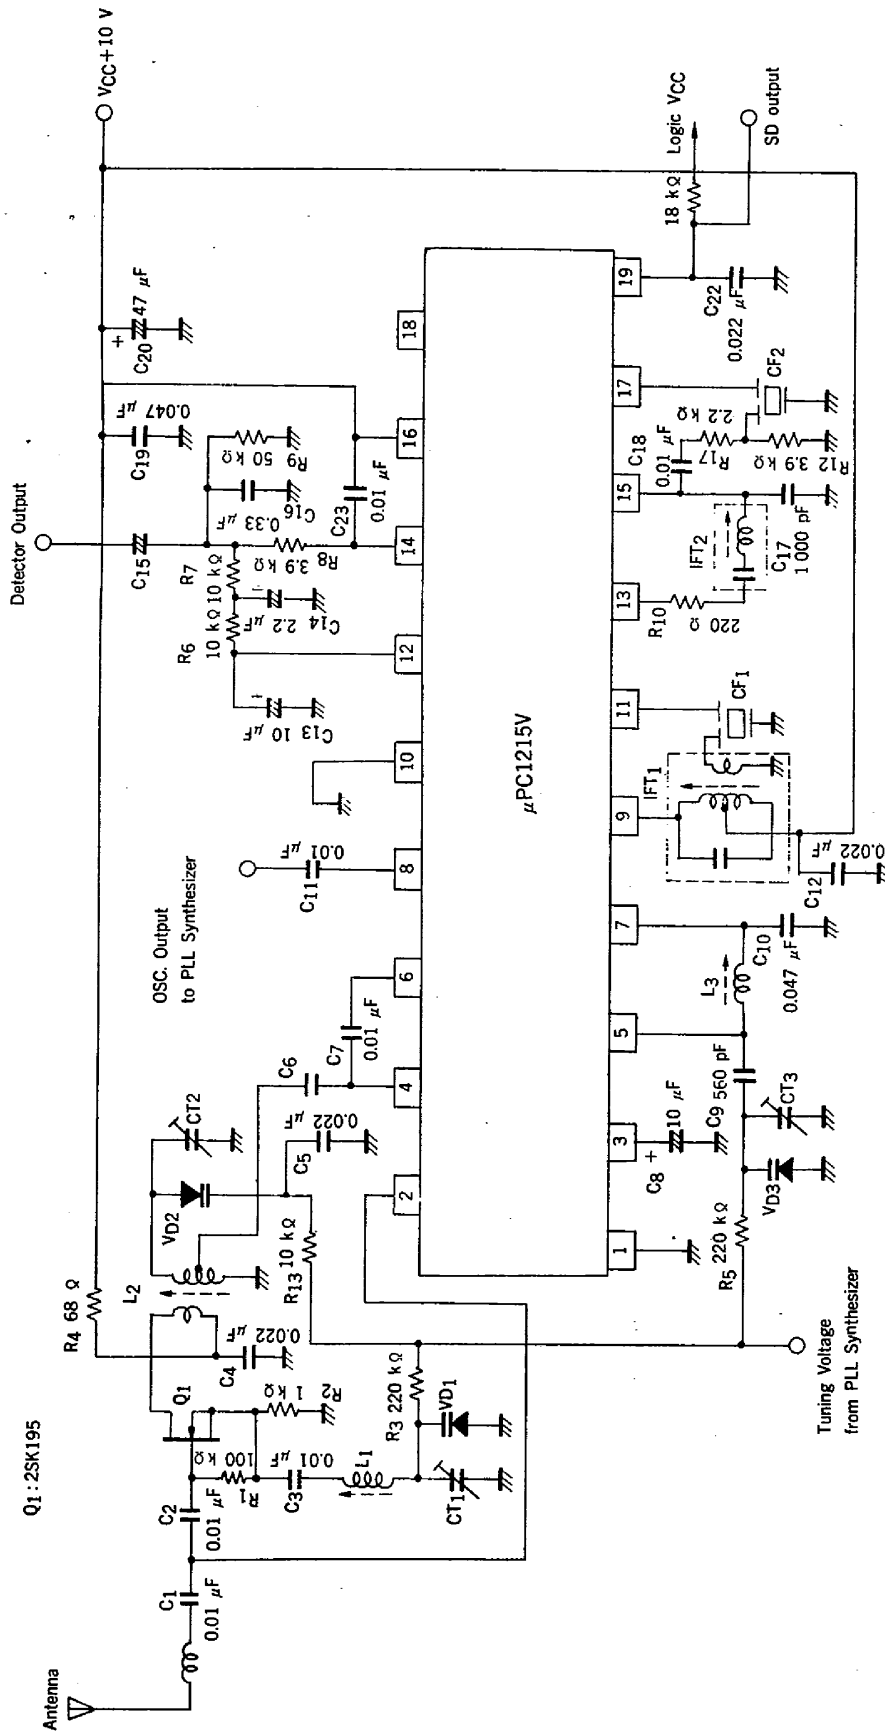 Q1:2SK195
Antenna
C1
0.01 μF
C2
0.01 μF
R1
100 kΩ
Q1
R2
1 kΩ
C3
0.01 μF
L1
CT1
VD1
R3 220 kΩ
C4
0.022 μF
R4 68 Ω
L2
VD2
CT2
R13
10 kΩ
C5
0.022 μF
C6
C7
0.01 μF
OSC. Output
to PLL Synthesizer
C11
0.01 μF
C13 10 μF
R6
10 kΩ
R7
10 kΩ
C14 2.2 μF
Detector Output
C15
0.33 μF
C16
R8 3.9 kΩ
R9
50 kΩ
C23
0.01 μF
C19
0.047 μF
+
C20
47 μF
VCC+10 V
2
4
6
8
10
12
14
16
18
μPC1215V
1
3
5
7
9
11
13
15
17
19
Tuning Voltage
from PLL Synthesizer
R5
220 kΩ
VD3
CT3
C8
+
10 μF
C9
560 pF
L3
C10
0.047 μF
C12
0.022 μF
IFT1
CF1
R10
220 Ω
IFT2
C17
1 000 pF
C18
0.01 μF
R17
2.2 kΩ
R12 3.9 kΩ
CF2
C22
0.022 μF
18 kΩ
Logic VCC
SD output